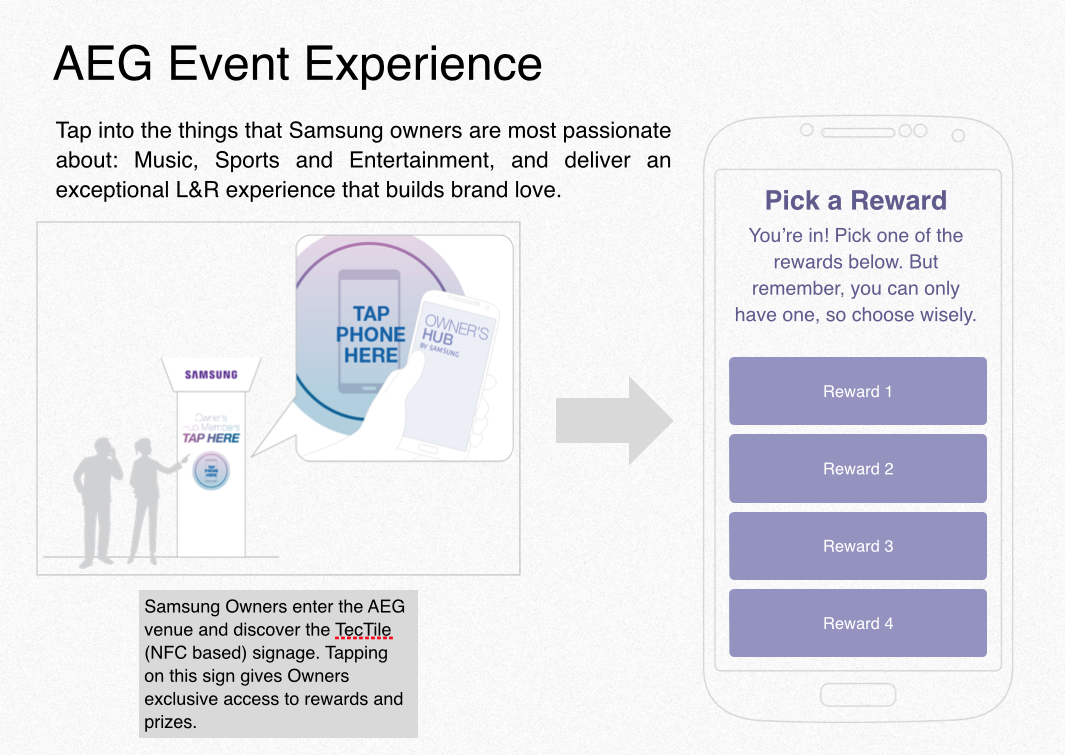 AEG Event Experience
Tap into the things that Samsung owners are most passionate
about: Music, Sports and Entertainment, and deliver an
exceptional L&R experience that builds brand love.
TAP
PHONE
HERE
OWNER'S
HUB
BY SAMSUNG
SAMSUNG
Owner's
Hub Members
TAP HERE
TAP
PHONE
HERE
Samsung Owners enter the AEG
venue and discover the TecTile
(NFC based) signage. Tapping
on this sign gives Owners
exclusive access to rewards and
prizes.
Pick a Reward
You're in! Pick one of the
rewards below. But
remember, you can only
have one, so choose wisely.
Reward 1
Reward 2
Reward 3
Reward 4